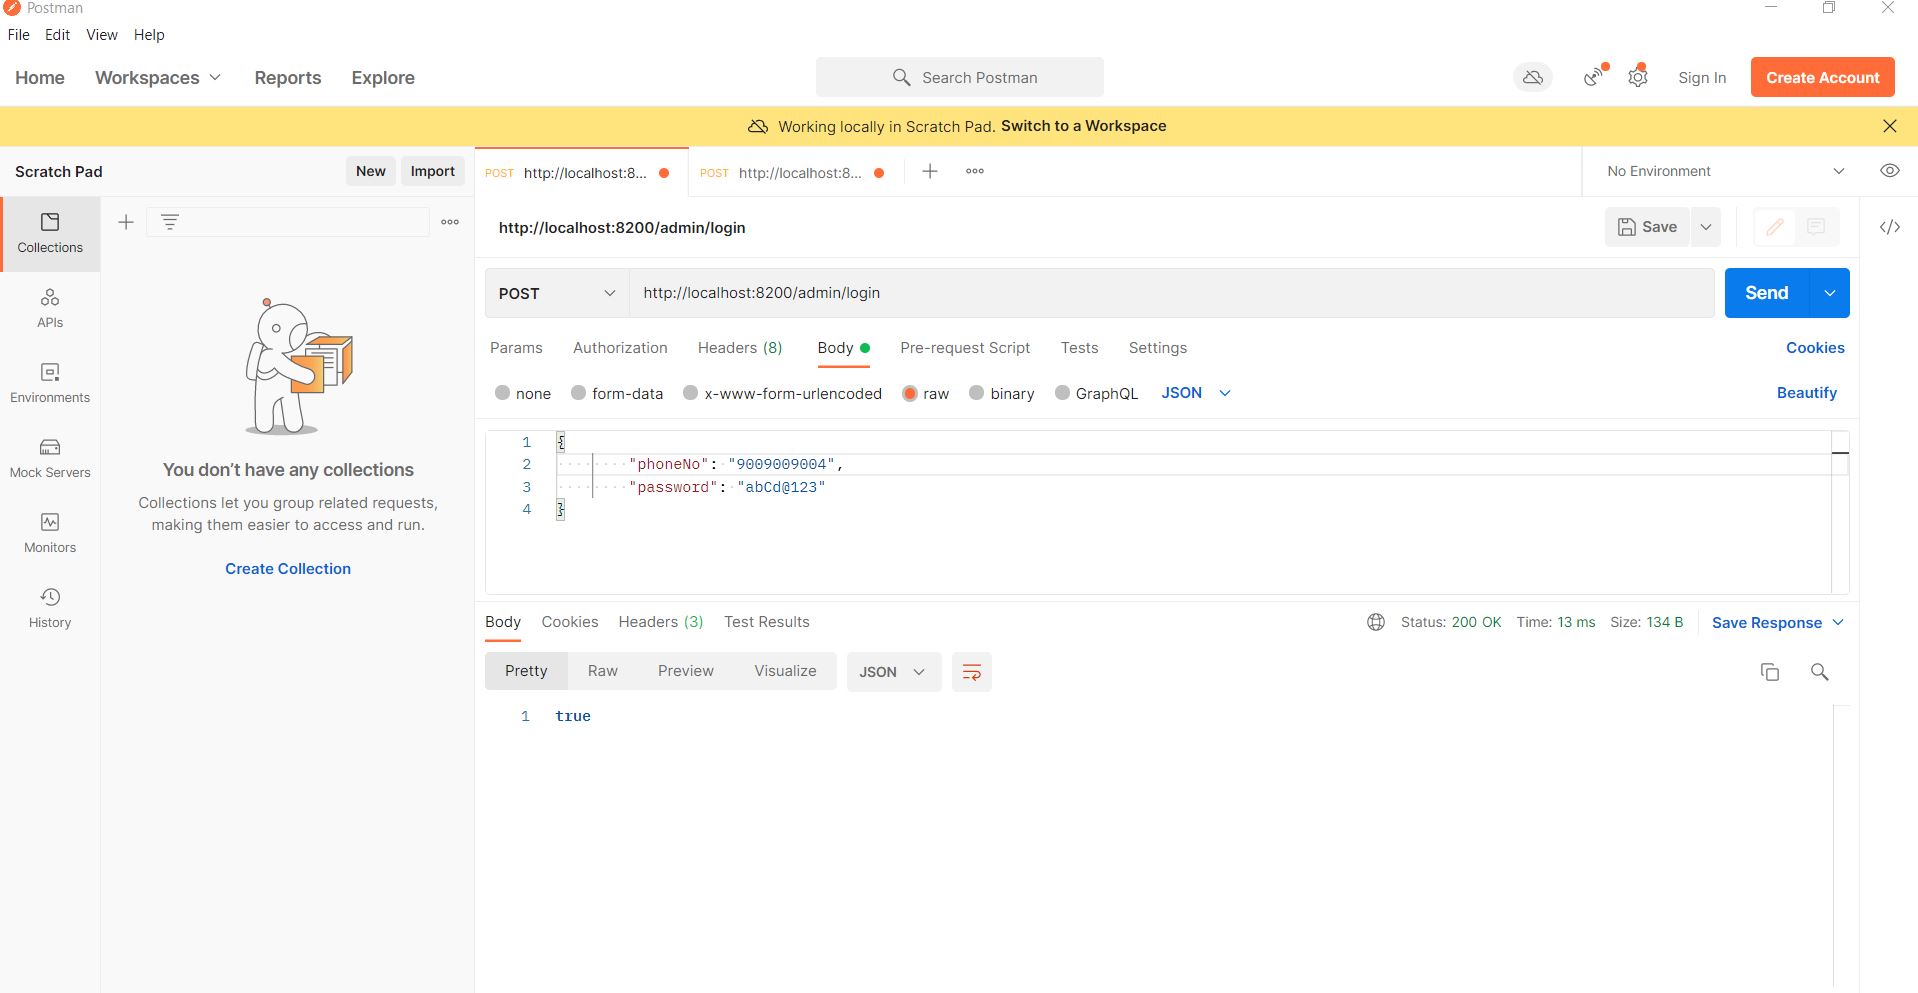 Postman
File Edit View Help
Home Workspaces Reports Explore Search Postman Sign In Create Account
Working locally in Scratch Pad. Switch to a Workspace
Scratch Pad New Import
POST http://localhost:8... POST http://localhost:8... No Environment
Collections
APIs
Environments
Mock Servers
Monitors
History
You don’t have any collections
Collections let you group related requests,
making them easier to access and run.
Create Collection
http://localhost:8200/admin/login Save
POST http://localhost:8200/admin/login Send
Params Authorization Headers (8) Body Pre-request Script Tests Settings Cookies
none form-data x-www-form-urlencoded raw binary GraphQL JSON Beautify
1 {
2 "phoneNo": "9009009004",
3 "password": "abCd@123"
4 }
Body Cookies Headers (3) Test Results Status: 200 OK Time: 13 ms Size: 134 B Save Response
Pretty Raw Preview Visualize JSON
1 true